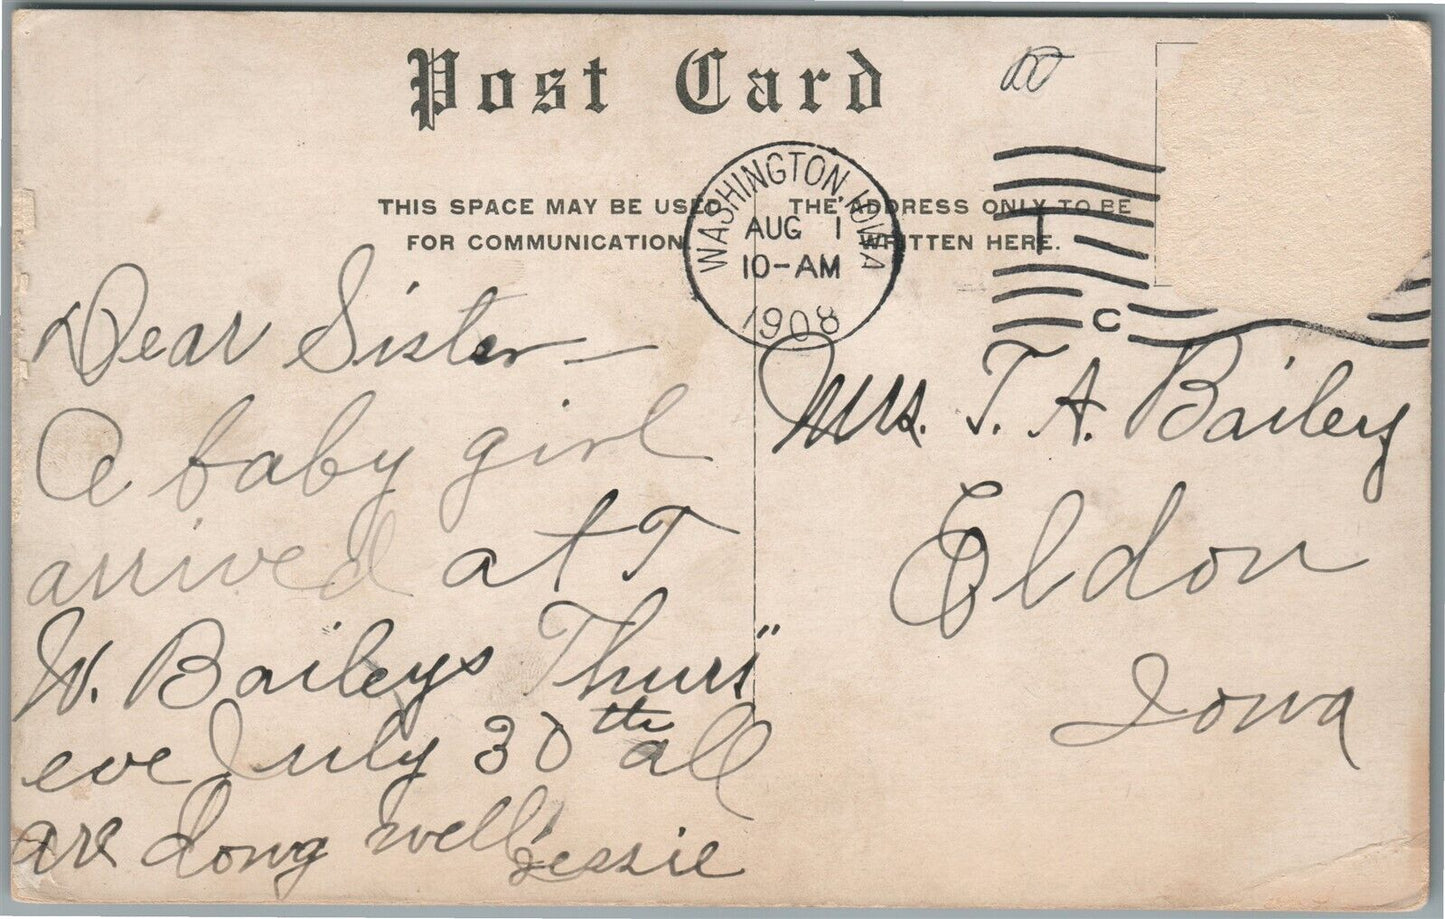 Post Card
THIS SPACE MAY BE USED
FOR COMMUNICATION
THE ADDRESS ONLY TO BE
WRITTEN HERE.
WASHINGTON, IOWA
AUG 1
10-AM
1908
C
Dear Sister—
A baby girl
arrived at T
W. Baileys Thurs"
eve July 30th all
are doing well
Jessie
Mrs. T. A. Bailey
Eldon
Iowa